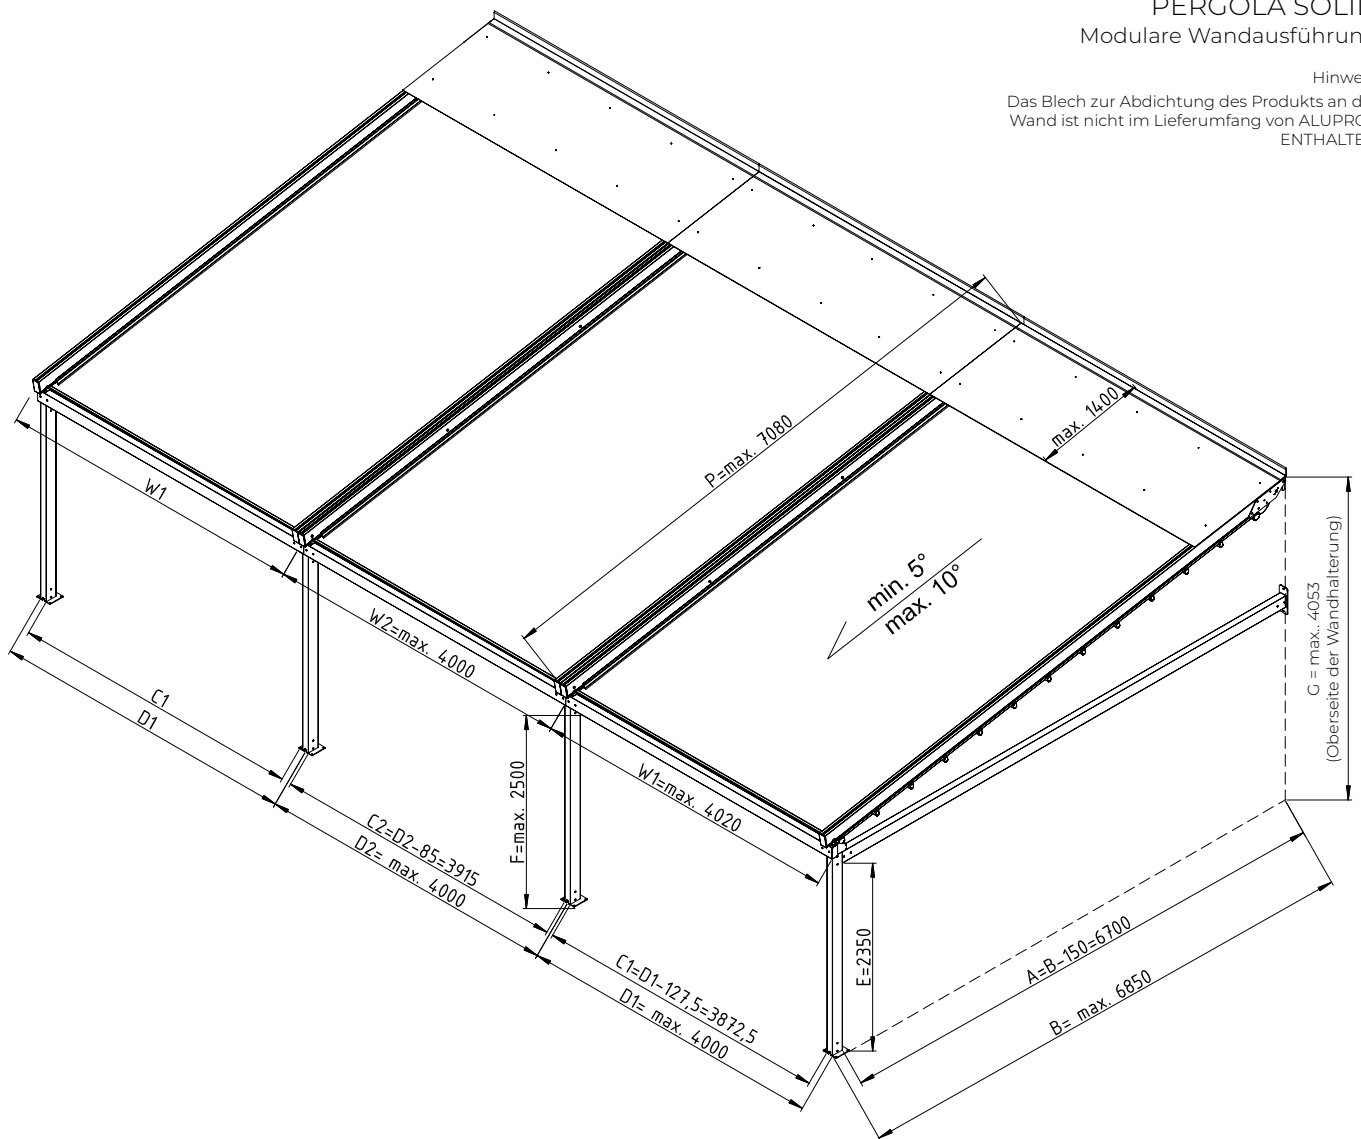 PERGOLA SOLI
Modulare Wandausführun
Hinwe
Das Blech zur Abdichtung des Produkts an d
Wand ist nicht im Lieferumfang von ALUPRO
ENTHALTE
P=max. 7080
max. 1400
W1
min. 5°
max. 10°
W2=max. 4000
G = max. 4053
(Oberseite der Wandhalterung)
C1
D1
F=max. 2500
W1=max. 4020
C2=D2-85=3915
D2= max. 4000
E=2350
A=B-150=6700
B= max. 6850
C1=D1-127,5=3872,5
D1= max. 4000